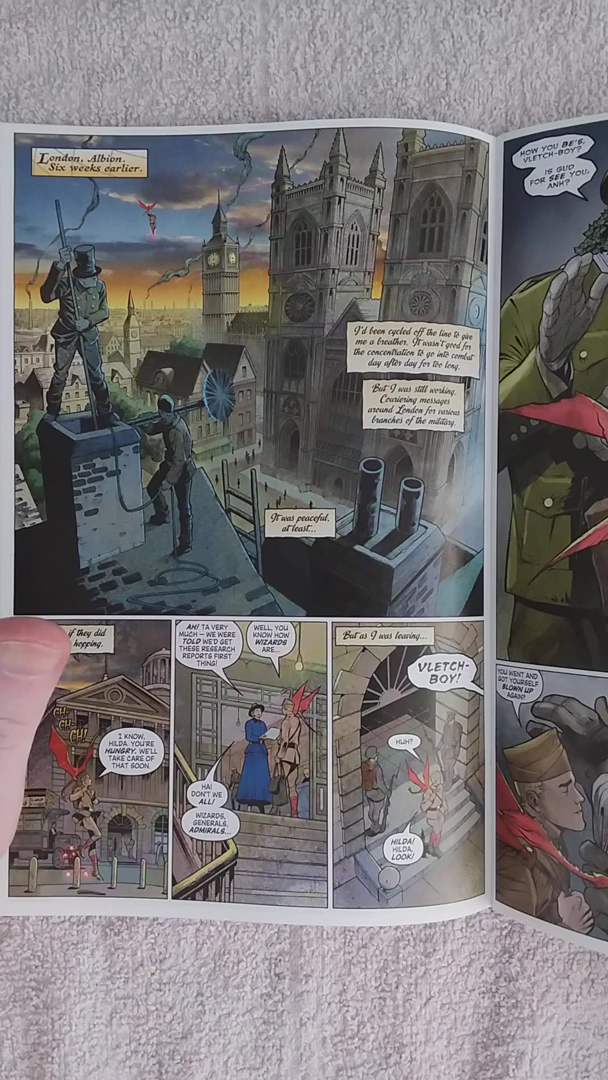 London, Albion.
Six weeks earlier.
I'd been cycled off the line to give
me a breather. It wasn't good for
the concentration to go into combat
day after day for too long.
But I was still working.
Couriering messages
around London for various
branches of the military.
It was peaceful,
at least...
if they did
hopping.
CH-
CH-
CH!
I KNOW,
HILDA. YOU'RE
HUNGRY. WE'LL
TAKE CARE OF
THAT SOON.
AH! TA VERY
MUCH — WE WERE
TOLD WE'D GET
THESE RESEARCH
REPORTS FIRST
THING!
WELL, YOU
KNOW HOW
WIZARDS
ARE...
HA!
DON'T WE
ALL!
WIZARDS,
GENERALS,
ADMIRALS...
But as I was leaving...
VLETCH-
BOY!
HUH?
HILDA!
HILDA,
LOOK!
HOW YOU BE'S,
VLETCH-BOY?
IS GUD
FOR SEE YOU,
ANH?
YOU WENT AND
GOT YOURSELF
BLOWN UP
AGAIN?